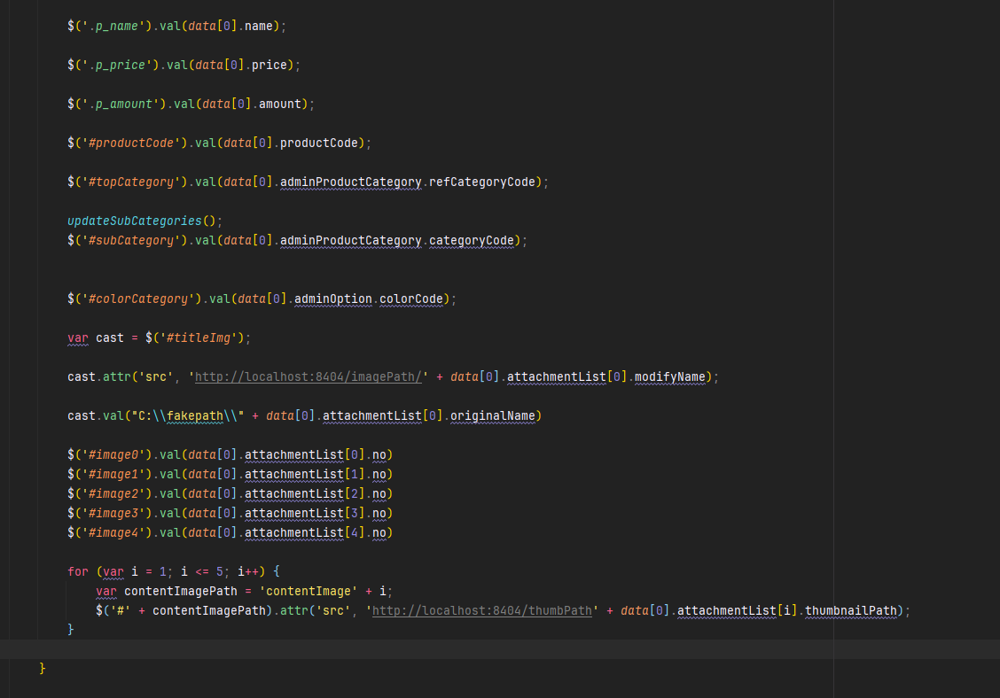 $('.p_name').val(data[0].name);
$('.p_price').val(data[0].price);
$('.p_amount').val(data[0].amount);
$('#productCode').val(data[0].productCode);
$('#topCategory').val(data[0].adminProductCategory.refCategoryCode);
updateSubCategories();
$('#subCategory').val(data[0].adminProductCategory.categoryCode);
$('#colorCategory').val(data[0].adminOption.colorCode);
var cast = $('#titleImg');
cast.attr('src', 'http://localhost:8404/imagePath/' + data[0].attachmentList[0].modifyName);
cast.val("C:\\fakepath\\" + data[0].attachmentList[0].originalName)
$('#image0').val(data[0].attachmentList[0].no)
$('#image1').val(data[0].attachmentList[1].no)
$('#image2').val(data[0].attachmentList[2].no)
$('#image3').val(data[0].attachmentList[3].no)
$('#image4').val(data[0].attachmentList[4].no)
for (var i = 1; i <= 5; i++) {
var contentImagePath = 'contentImage' + i;
$('#' + contentImagePath).attr('src', 'http://localhost:8404/thumbPath' + data[0].attachmentList[i].thumbnailPath);
}
}